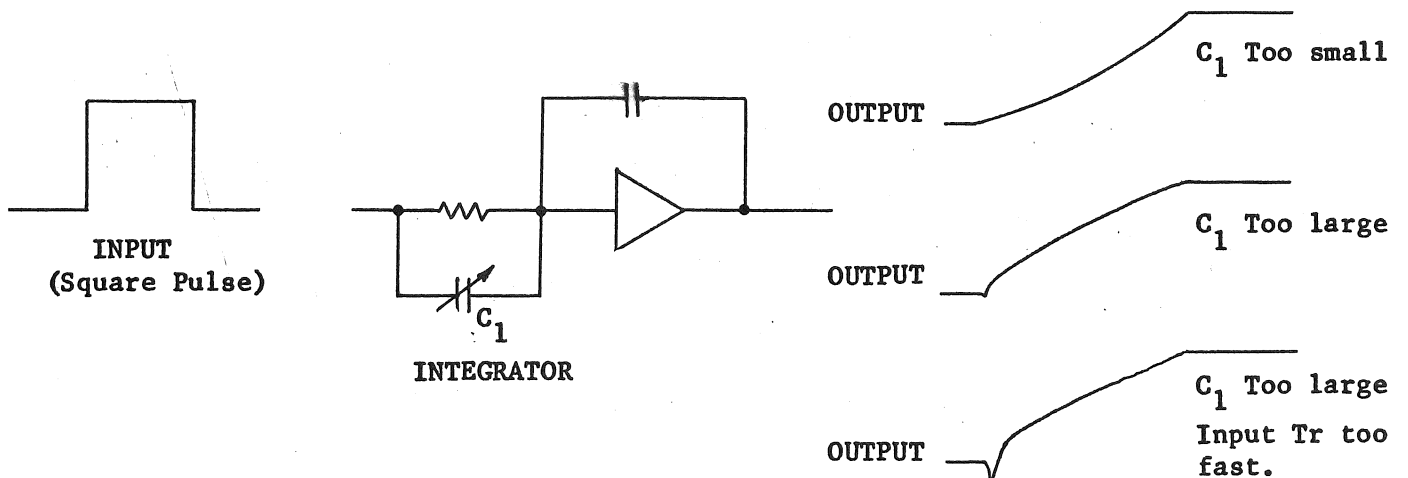 INPUT
(Square Pulse)
C1
INTEGRATOR
OUTPUT
C1 Too small
OUTPUT
C1 Too large
OUTPUT
C1 Too large
Input Tr too
fast.